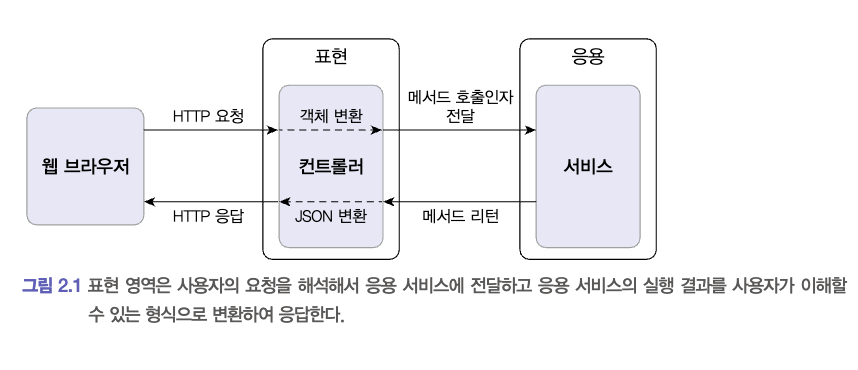 표현
응용
HTTP 요청
객체 변환
메서드 호출인자
전달
웹 브라우저
컨트롤러
서비스
HTTP 응답
JSON 변환
메서드 리턴
그림 2.1 표현 영역은 사용자의 요청을 해석해서 응용 서비스에 전달하고 응용 서비스의 실행 결과를 사용자가 이해할
수 있는 형식으로 변환하여 응답한다.